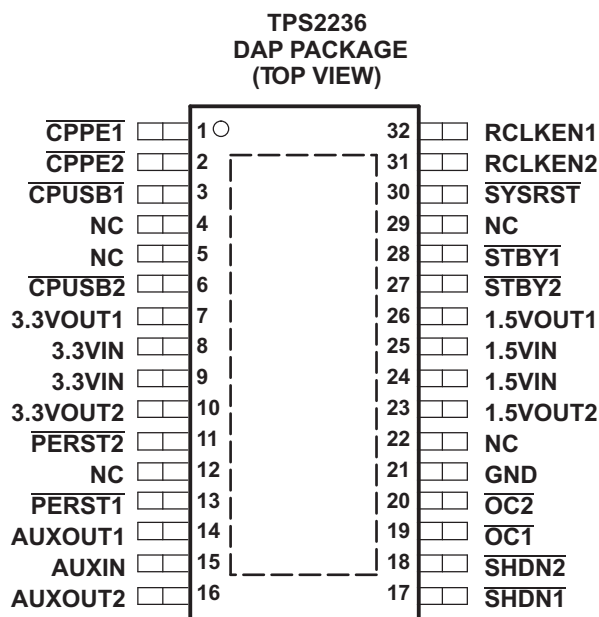 TPS2236
DAP PACKAGE
(TOP VIEW)
CPPE1 1 32 RCLKEN1
CPPE2 2 31 RCLKEN2
CPUSB1 3 30 SYSRST
NC 4 29 NC
NC 5 28 STBY1
CPUSB2 6 27 STBY2
3.3VOUT1 7 26 1.5VOUT1
3.3VIN 8 25 1.5VIN
3.3VIN 9 24 1.5VIN
3.3VOUT2 10 23 1.5VOUT2
PERST2 11 22 NC
NC 12 21 GND
PERST1 13 20 OC2
AUXOUT1 14 19 OC1
AUXIN 15 18 SHDN2
AUXOUT2 16 17 SHDN1